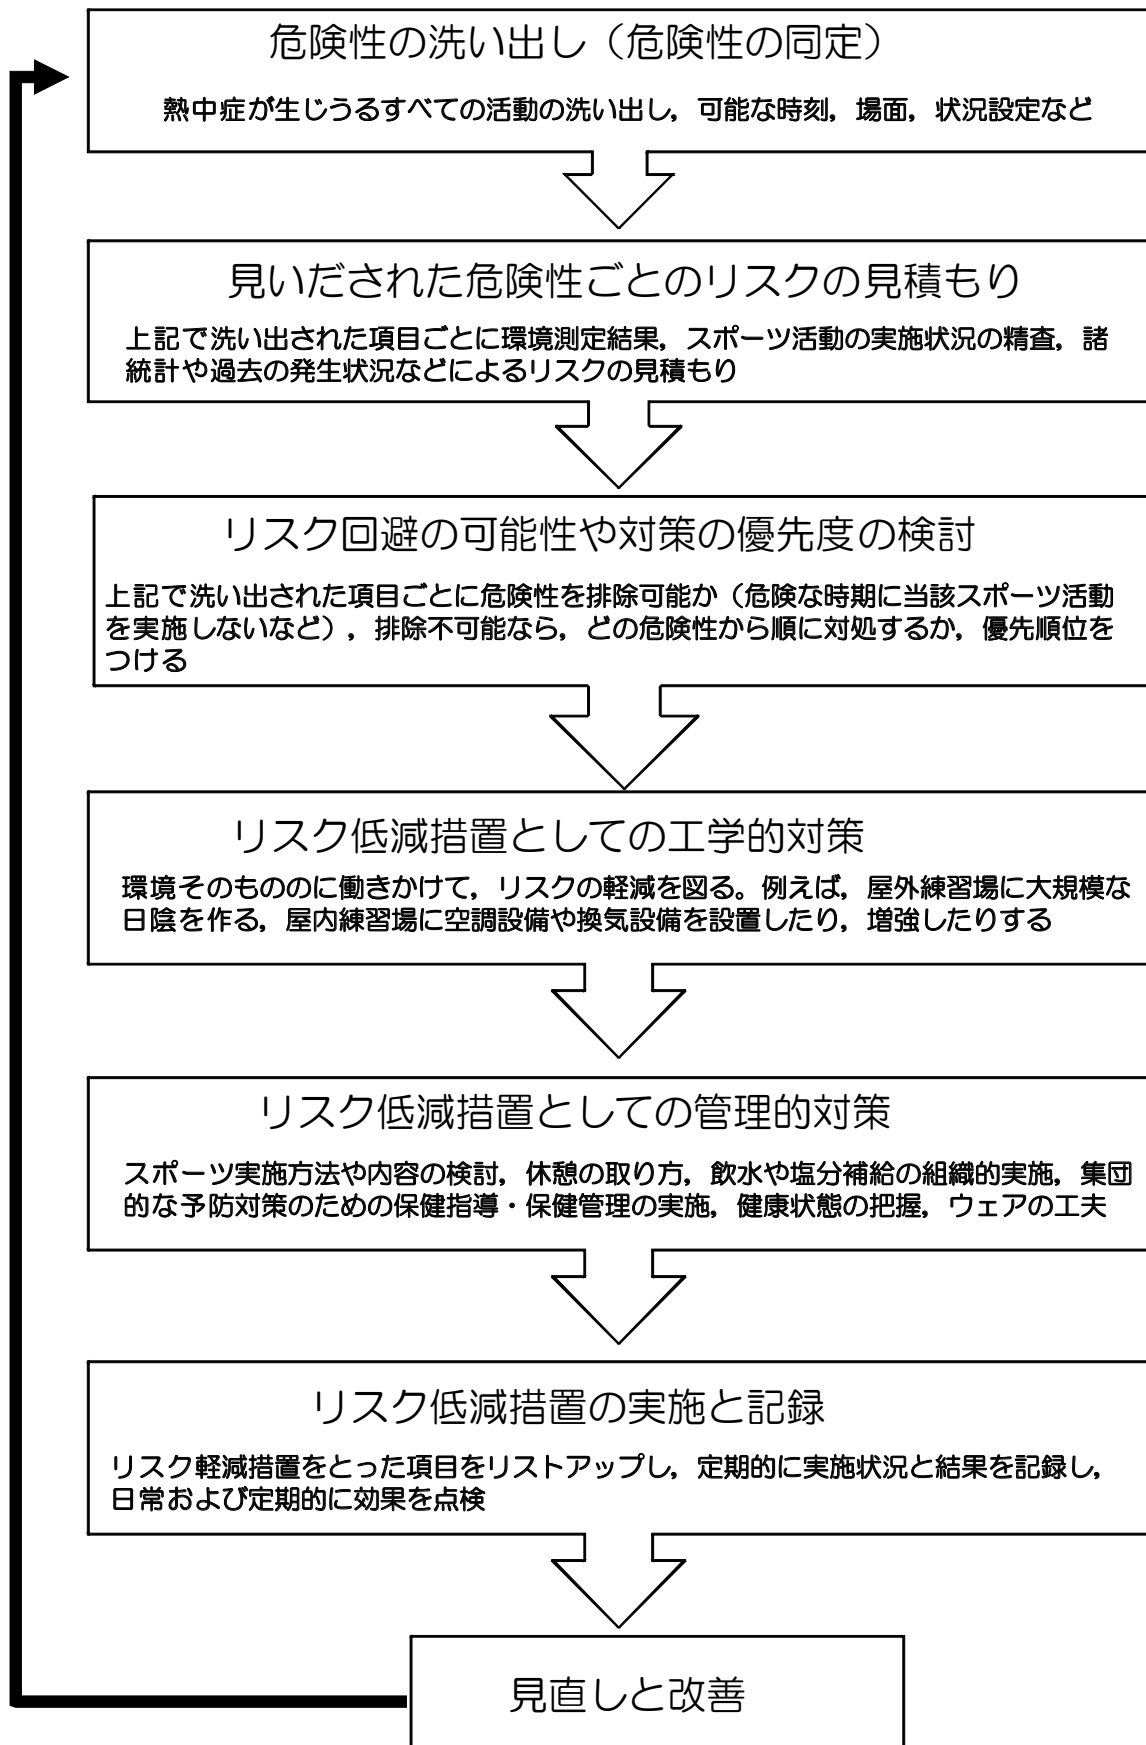 危険性の洗い出し（危険性の同定）
熱中症が生じうるすべての活動の洗い出し，可能な時刻，場面，状況設定など
見いだされた危険性ごとのリスクの見積もり
上記で洗い出された項目ごとに環境測定結果，スポーツ活動の実施状況の精査，諸
統計や過去の発生状況などによるリスクの見積もり
リスク回避の可能性や対策の優先度の検討
上記で洗い出された項目ごとに危険性を排除可能か（危険な時期に当該スポーツ活動
を実施しないなど），排除不可能なら，どの危険性から順に対処するか，優先順位を
つける
リスク低減措置としての工学的対策
環境そのもののに働きかけて，リスクの軽減を図る。例えば，屋外練習場に大規模な
日陰を作る，屋内練習場に空調設備や換気設備を設置したり，増強したりする
リスク低減措置としての管理的対策
スポーツ実施方法や内容の検討，休憩の取り方，飲水や塩分補給の組織的実施，集団
的な予防対策のための保健指導・保健管理の実施，健康状態の把握，ウェアの工夫
リスク低減措置の実施と記録
リスク軽減措置をとった項目をリストアップし，定期的に実施状況と結果を記録し，
日常および定期的に効果を点検
見直しと改善